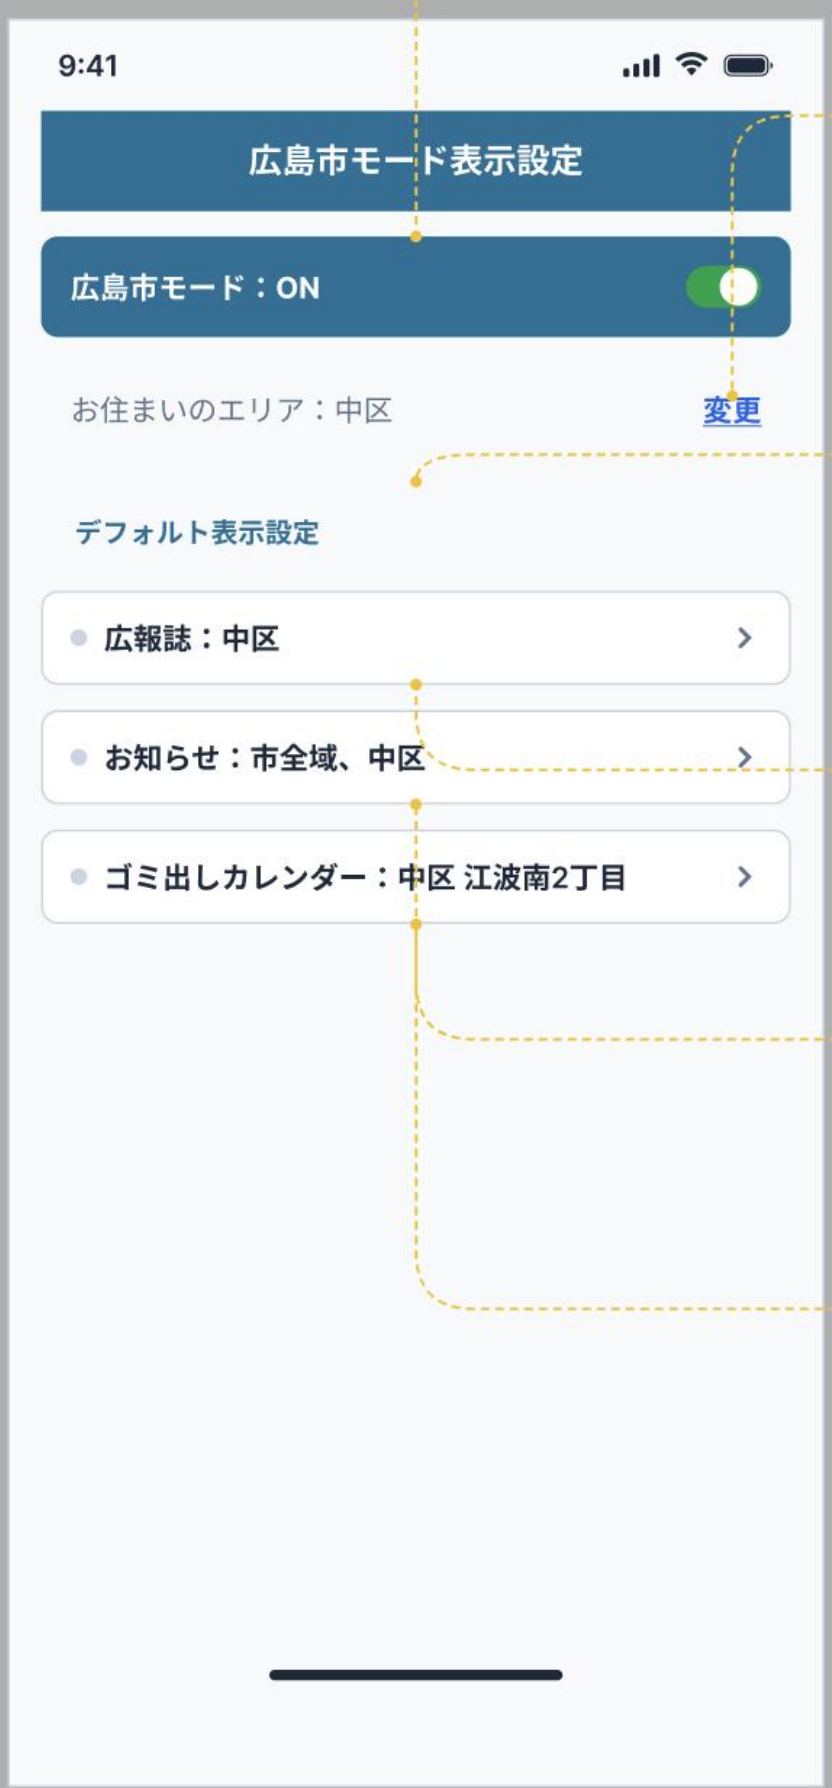 9:41
広島市モード表示設定
広島市モード：ON
お住まいのエリア：中区
変更
デフォルト表示設定
広報誌：中区
お知らせ：市全域、中区
ゴミ出しカレンダー：中区 江波南2丁目